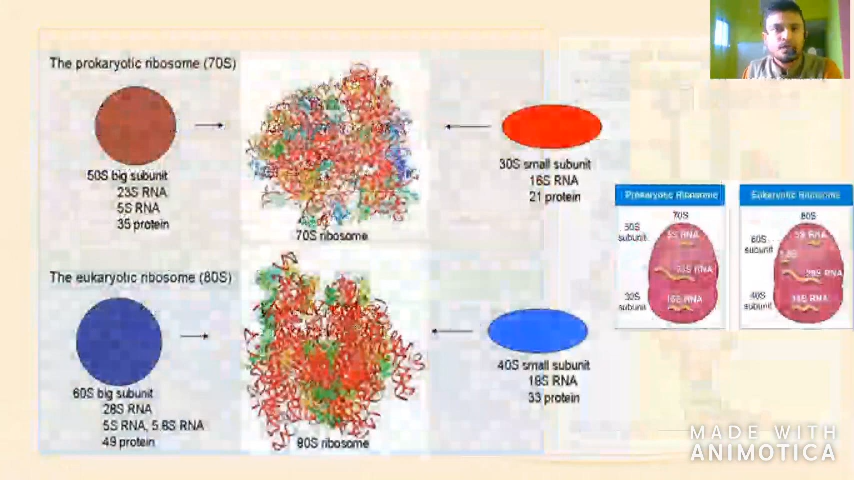 The prokaryotic ribosome (70S)
50S big subunit
23S RNA
5S RNA
35 protein
70S ribosome
30S small subunit
16S RNA
21 protein
The eukaryotic ribosome (80S)
60S big subunit
28S RNA
5S RNA, 5.8S RNA
49 protein
80S ribosome
40S small subunit
18S RNA
33 protein
Prokaryotic Ribosome
70S
50S
subunit
5S RNA
23S RNA
30S
subunit
16S RNA
Eukaryotic Ribosome
80S
60S
subunit
5S RNA
28S RNA
40S
subunit
18S RNA
MADE WITH
ANIMOTICA